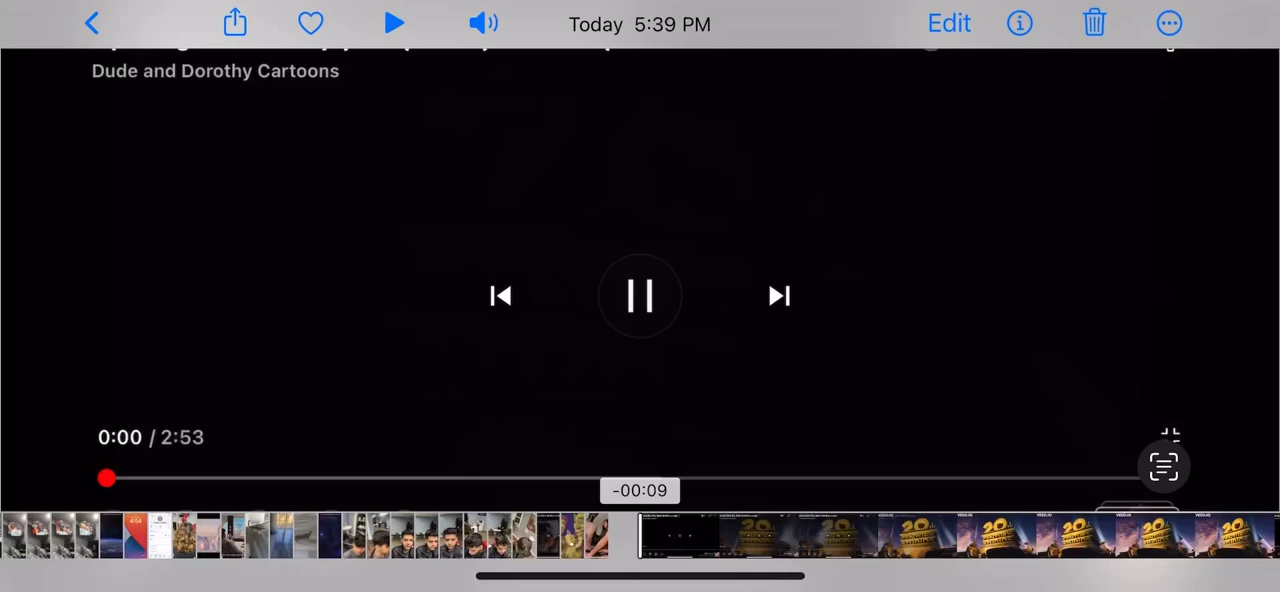 Today 5:39 PM
Edit
Dude and Dorothy Cartoons
0:00 / 2:53
-00:09